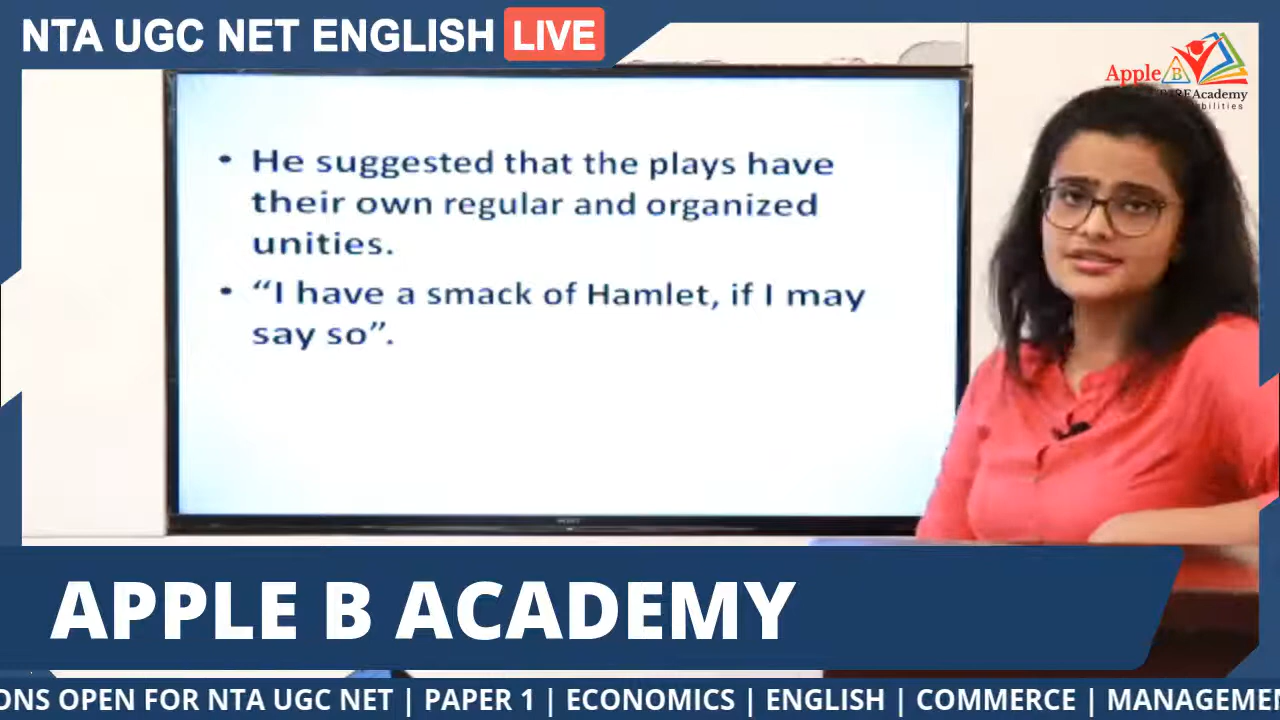 NTA UGC NET ENGLISH LIVE
Apple B
Academy
• He suggested that the plays have
their own regular and organized
unities.
• “I have a smack of Hamlet, if I may
say so”.
APPLE B ACADEMY
ONS OPEN FOR NTA UGC NET | PAPER 1 | ECONOMICS | ENGLISH | COMMERCE | MANAGEMEN